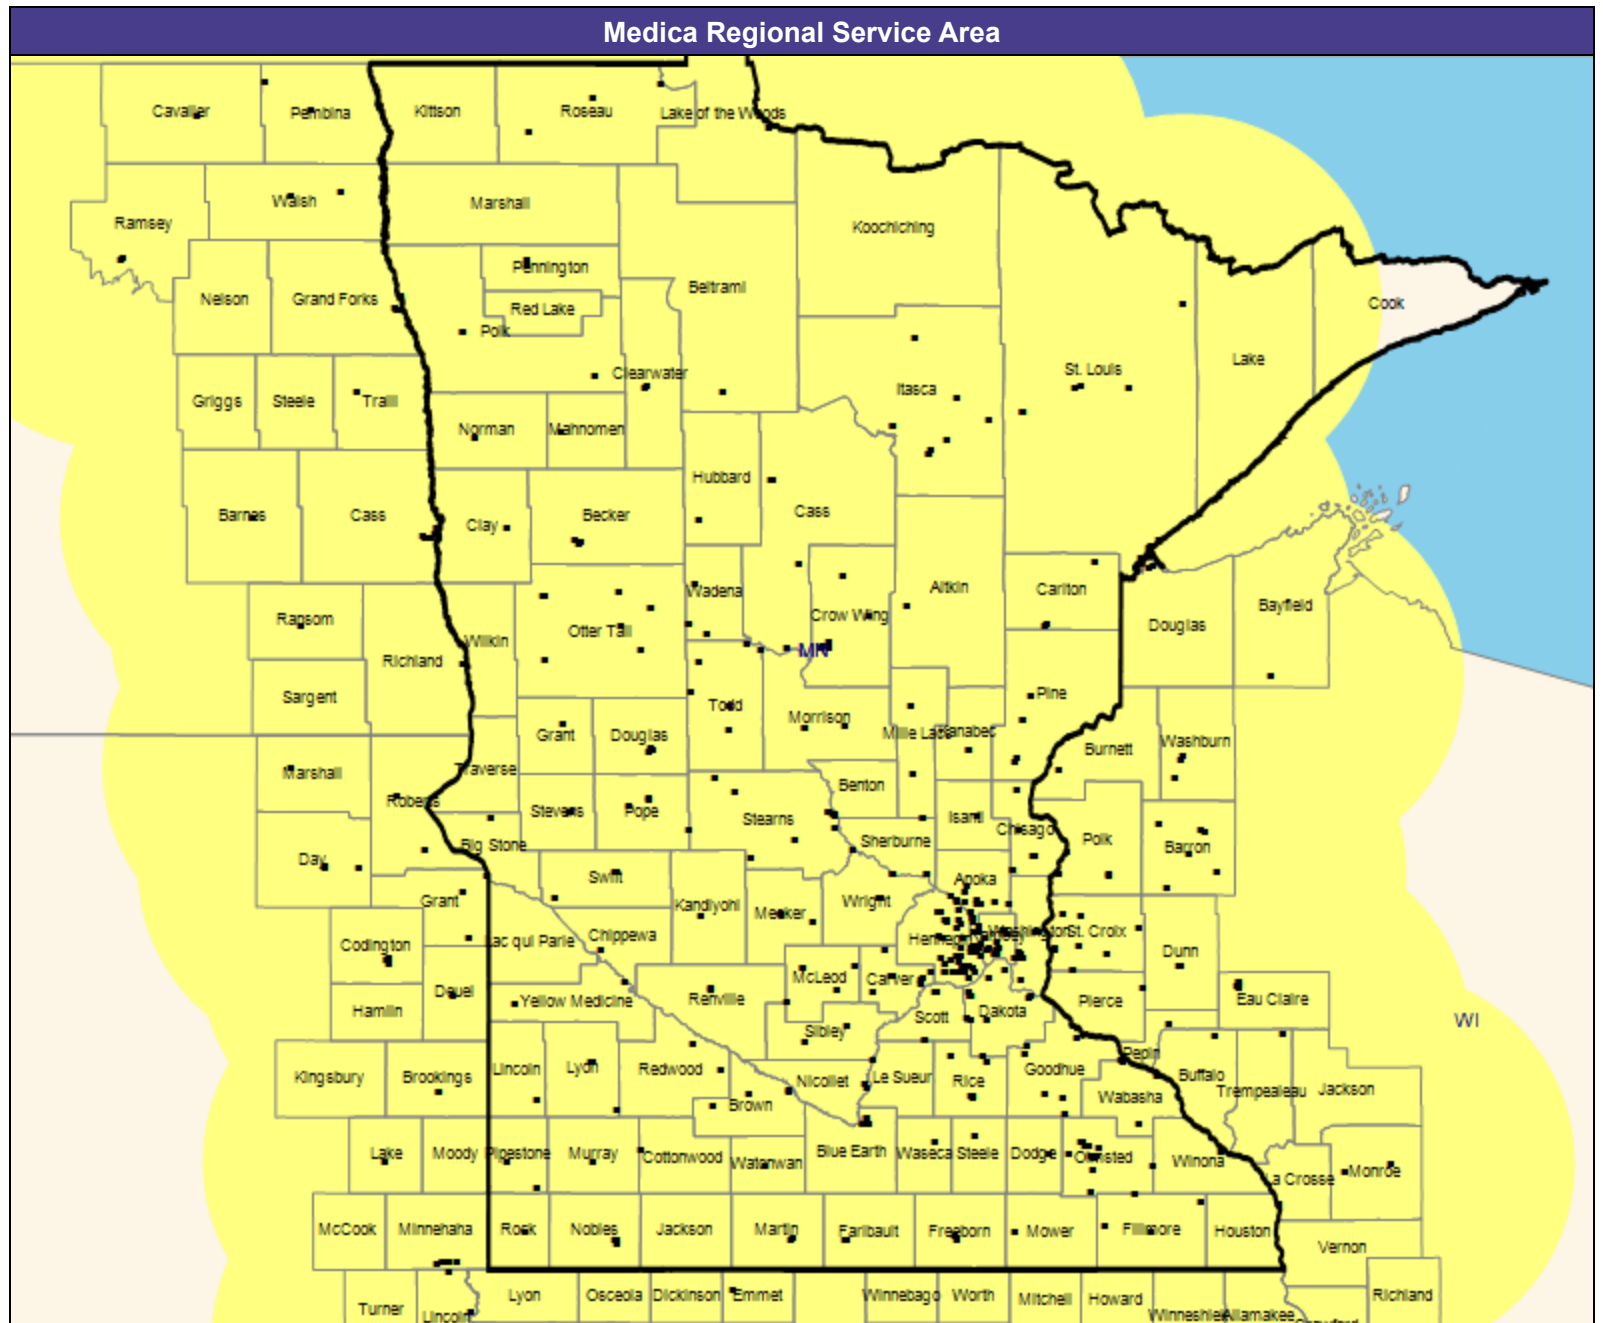 Medica Regional Service Area
Cavalier
Pembina
Kittson
Roseau
Lake of the Woods
Walsh
Marshall
Ramsey
Koochiching
Pennington
Beltrami
Nelson
Grand Forks
Red Lake
Cook
Polk
Lake
St. Louis
Clearwater
Itasca
Griggs
Steele
Traill
Norman
Mahnomen
Hubbard
Cass
Barnes
Cass
Clay
Becker
Aitkin
Carlton
Wadena
Bayfield
Crow Wing
Ransom
Otter Tail
Douglas
Wilkin
MN
Richland
Sargent
Pine
Todd
Morrison
Mille Lacs
Kanabec
Grant
Douglas
Burnett
Washburn
Marshall
Traverse
Roberts
Benton
Stevens
Pope
Stearns
Isanti
Chisago
Big Stone
Sherburne
Polk
Barron
Day
Swift
Anoka
Grant
Kandiyohi
Meeker
Wright
Codington
Lac qui Parle
Chippewa
Hennepin
Washington
St. Croix
Dunn
McLeod
Carver
Deuel
Yellow Medicine
Renville
Hamlin
Scott
Dakota
Pierce
Eau Claire
WI
Sibley
Pepin
Kingsbury
Brookings
Lincoln
Lyon
Redwood
Nicollet
Le Sueur
Rice
Goodhue
Buffalo
Trempealeau
Jackson
Brown
Wabasha
Lake
Moody
Pipestone
Murray
Cottonwood
Watonwan
Blue Earth
Waseca
Steele
Dodge
Olmsted
Winona
La Crosse
Monroe
McCook
Minnehaha
Rock
Nobles
Jackson
Martin
Faribault
Freeborn
Mower
Fillmore
Houston
Vernon
Turner
Lincoln
Lyon
Osceola
Dickinson
Emmet
Winnebago
Worth
Mitchell
Howard
Winneshiek
Allamakee
Richland